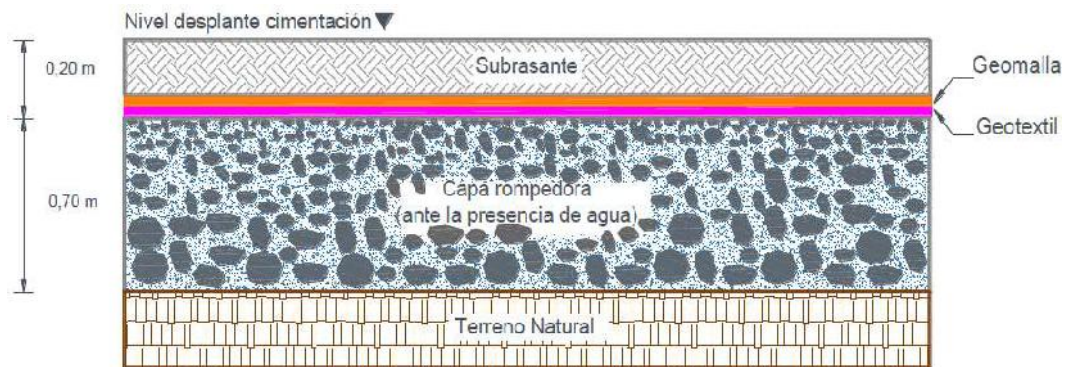 Nivel desplante cimentación
0,20 m
Subrasante
Geomalla
Geotextil
0,70 m
Capa rompedora
(ante la presencia de agua)
Terreno Natural